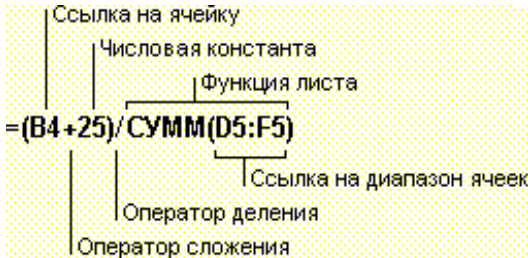 Ссылка на ячейку
Числовая константа
Функция листа
=(B4+25)/СУММ(D5:F5)
Ссылка на диапазон ячеек
Оператор деления
Оператор сложения